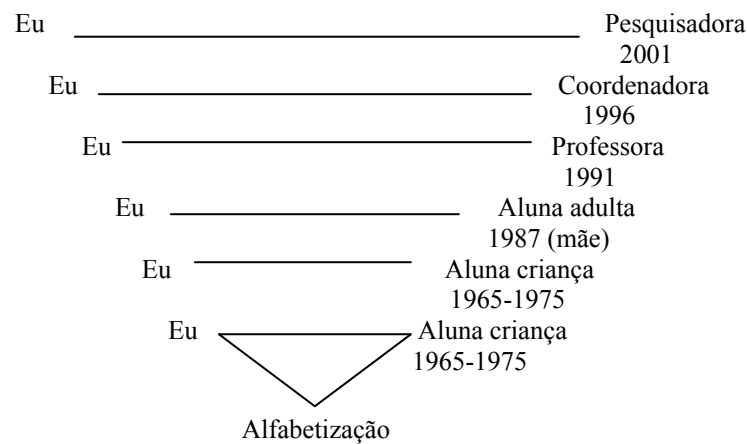 Eu Pesquisadora
2001
Eu Coordenadora
1996
Eu Professora
1991
Eu Aluna adulta
1987 (mãe)
Eu Aluna criança
1965-1975
Eu Aluna criança
1965-1975
Alfabetização